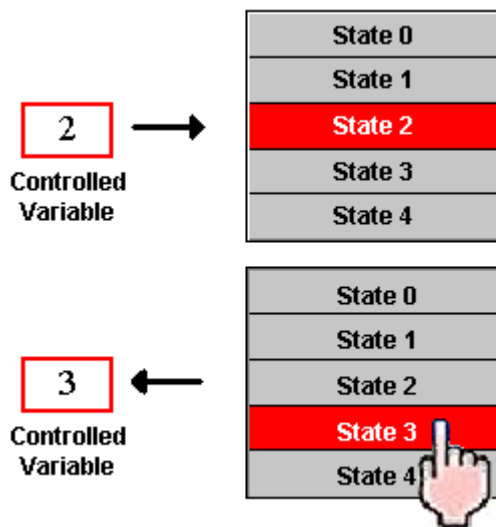 State 0
State 1
2
State 2
Controlled
Variable
State 3
State 4
State 0
State 1
3
State 2
Controlled
Variable
State 3
State 4